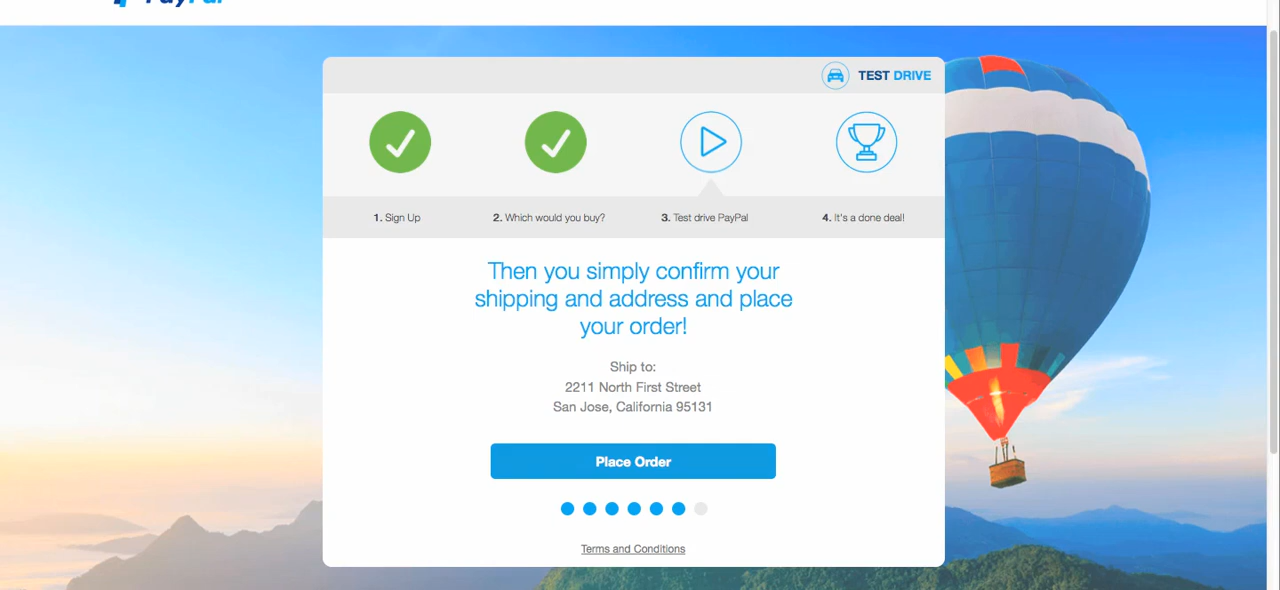 PayPal
TEST DRIVE
1. Sign Up
2. Which would you buy?
3. Test drive PayPal
4. It's a done deal!
Then you simply confirm your
shipping and address and place
your order!
Ship to:
2211 North First Street
San Jose, California 95131
Place Order
Terms and Conditions